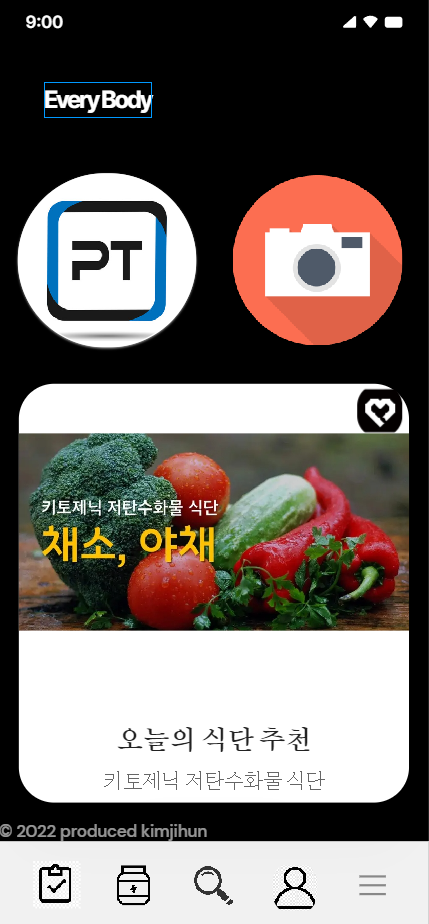 9:00
Every Body
PT
키토제닉 저탄수화물 식단
채소, 야채
오늘의 식단 추천
키토제닉 저탄수화물 식단
© 2022 produced kimjihun